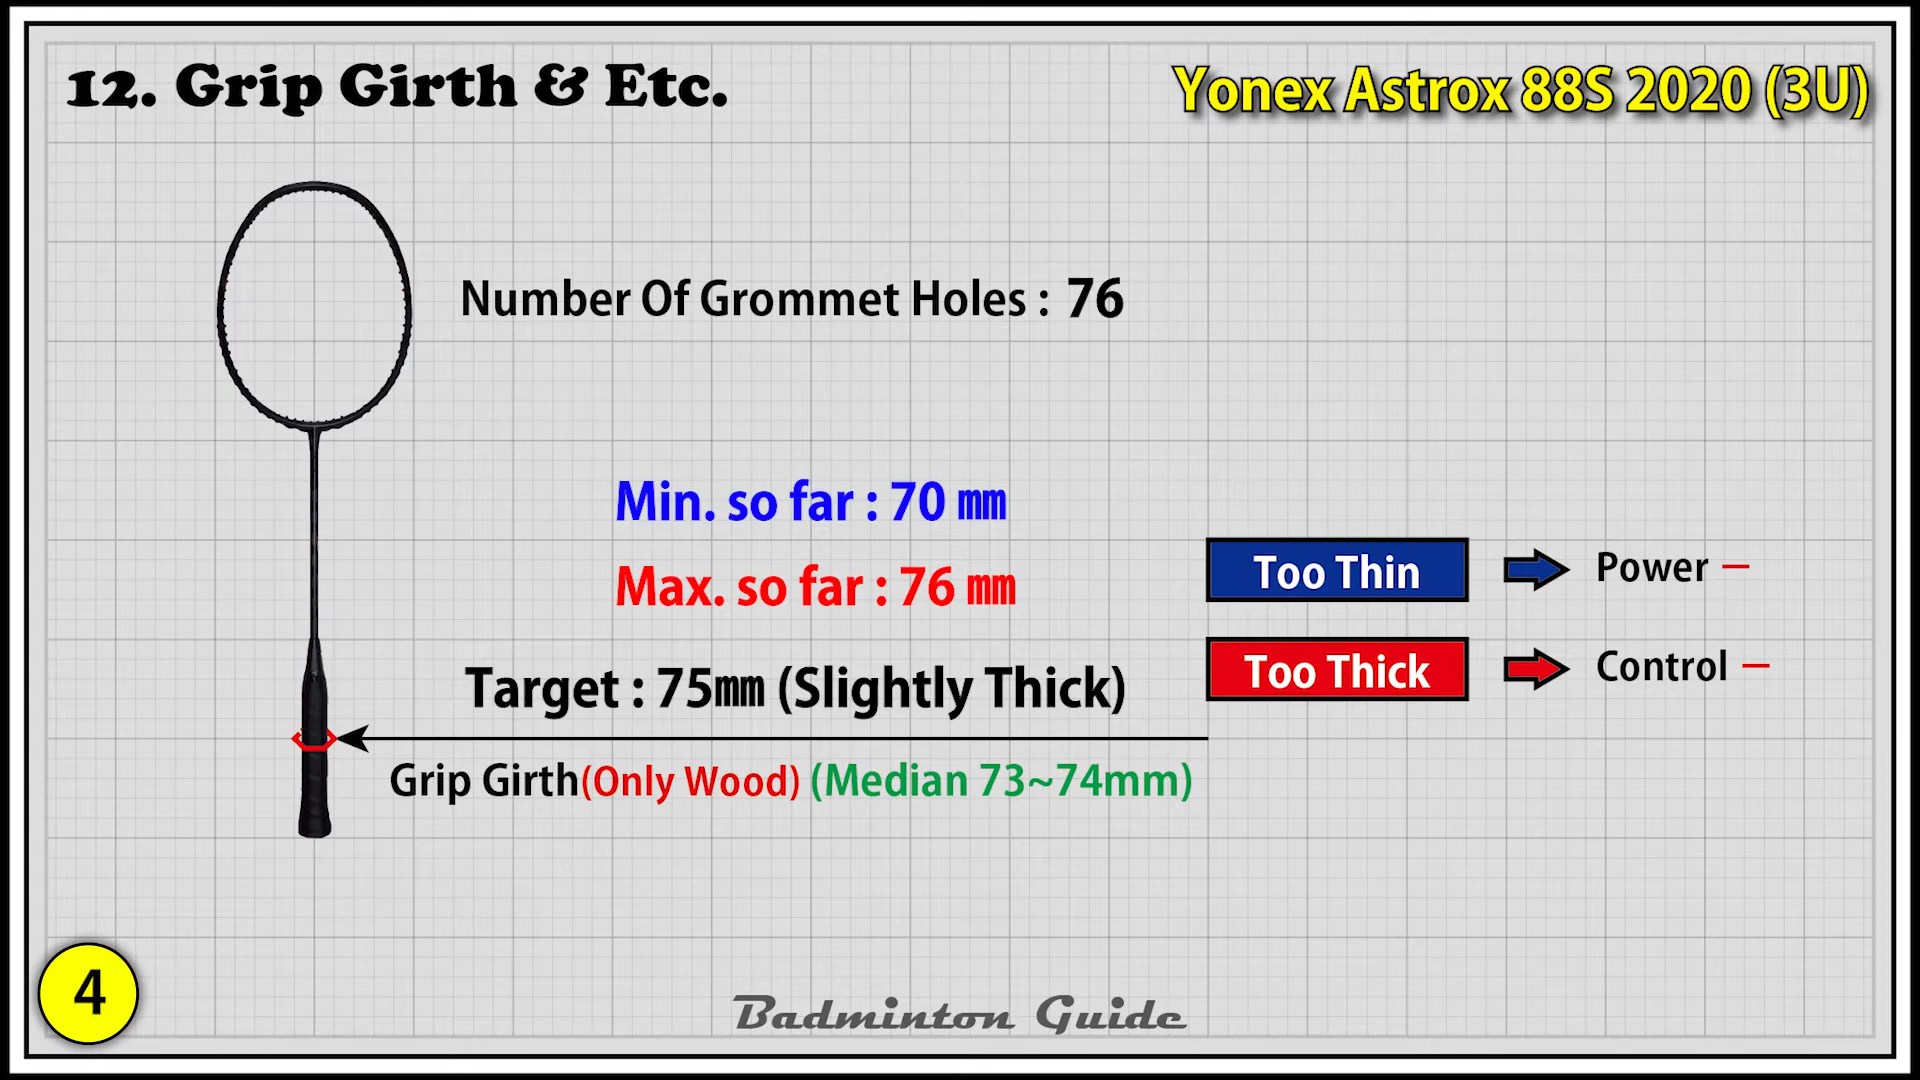 12. Grip Girth & Etc.
Yonex Astrox 88S 2020 (3U)
Number Of Grommet Holes : 76
Min. so far : 70 mm
Max. so far : 76 mm
Too Thin
Power −
Too Thick
Control −
Target : 75mm (Slightly Thick)
Grip Girth(Only Wood) (Median 73~74mm)
4
Badminton Guide